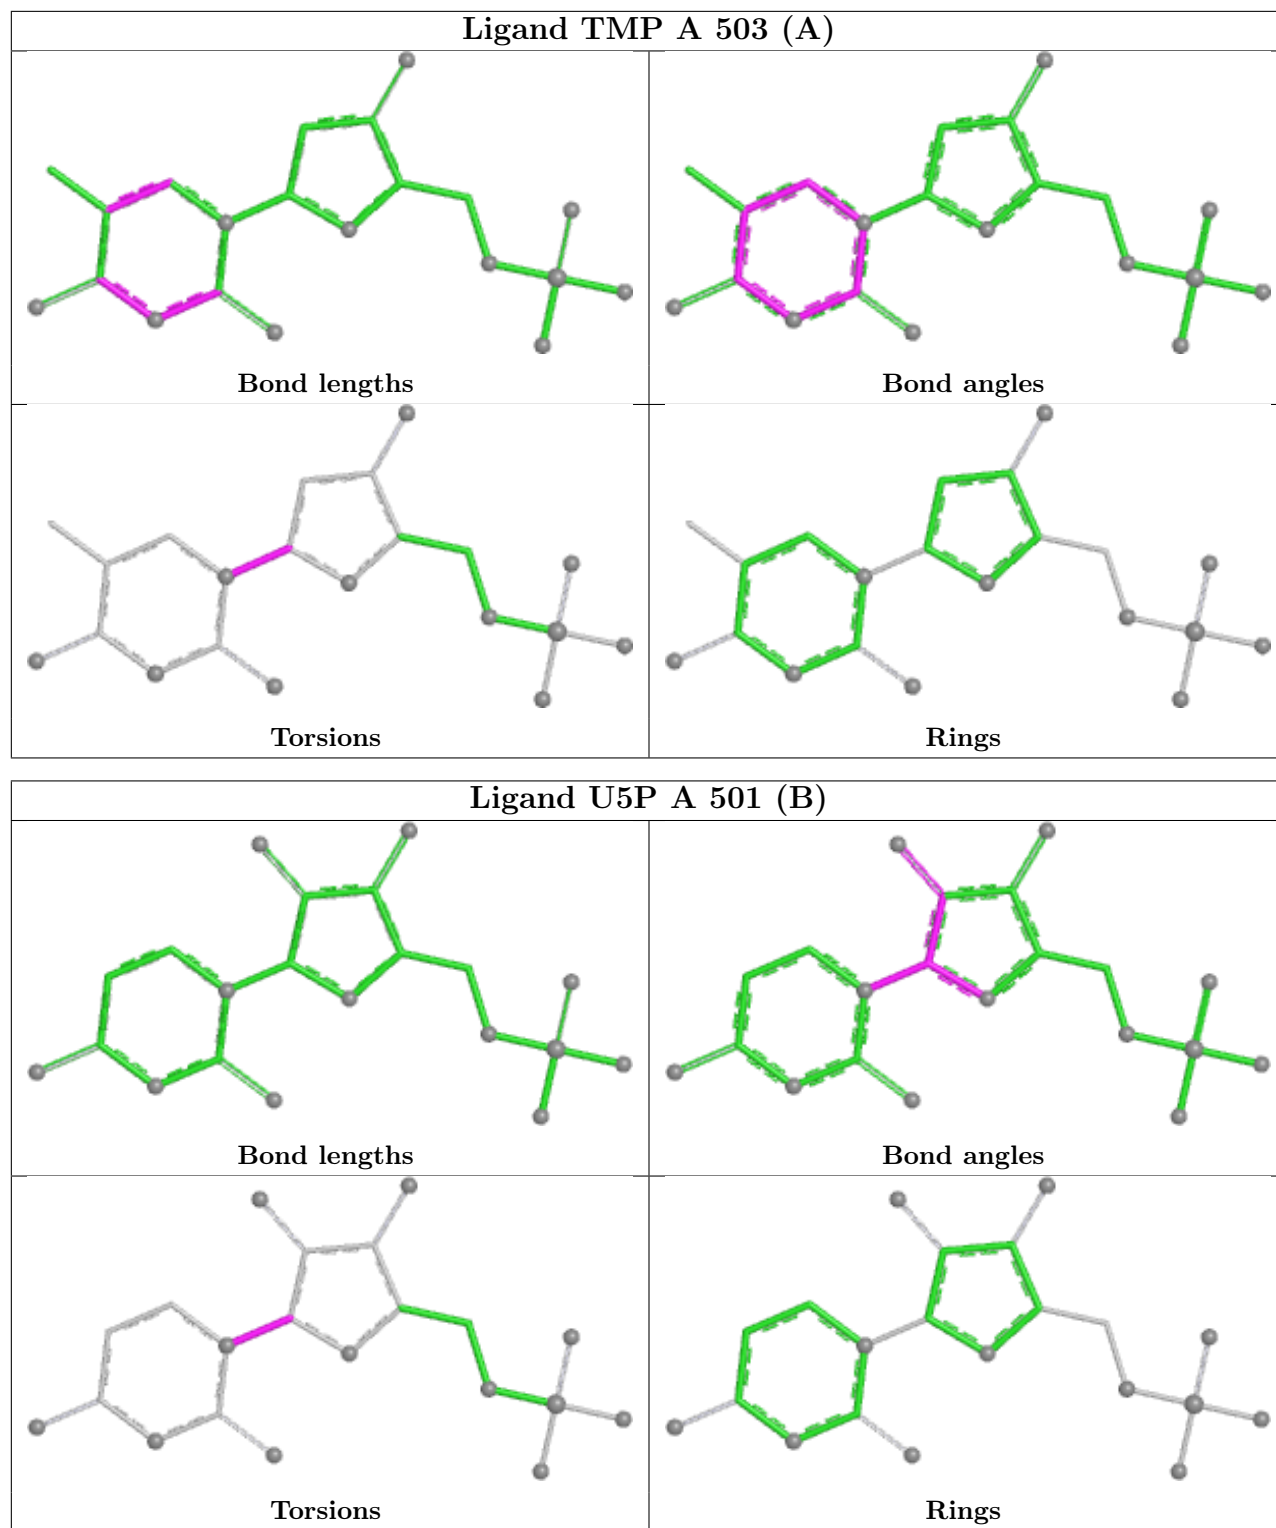 Ligand TMP A 503 (A)
Bond lengths
Bond angles
Torsions
Rings
Ligand U5P A 501 (B)
Bond lengths
Bond angles
Torsions
Rings